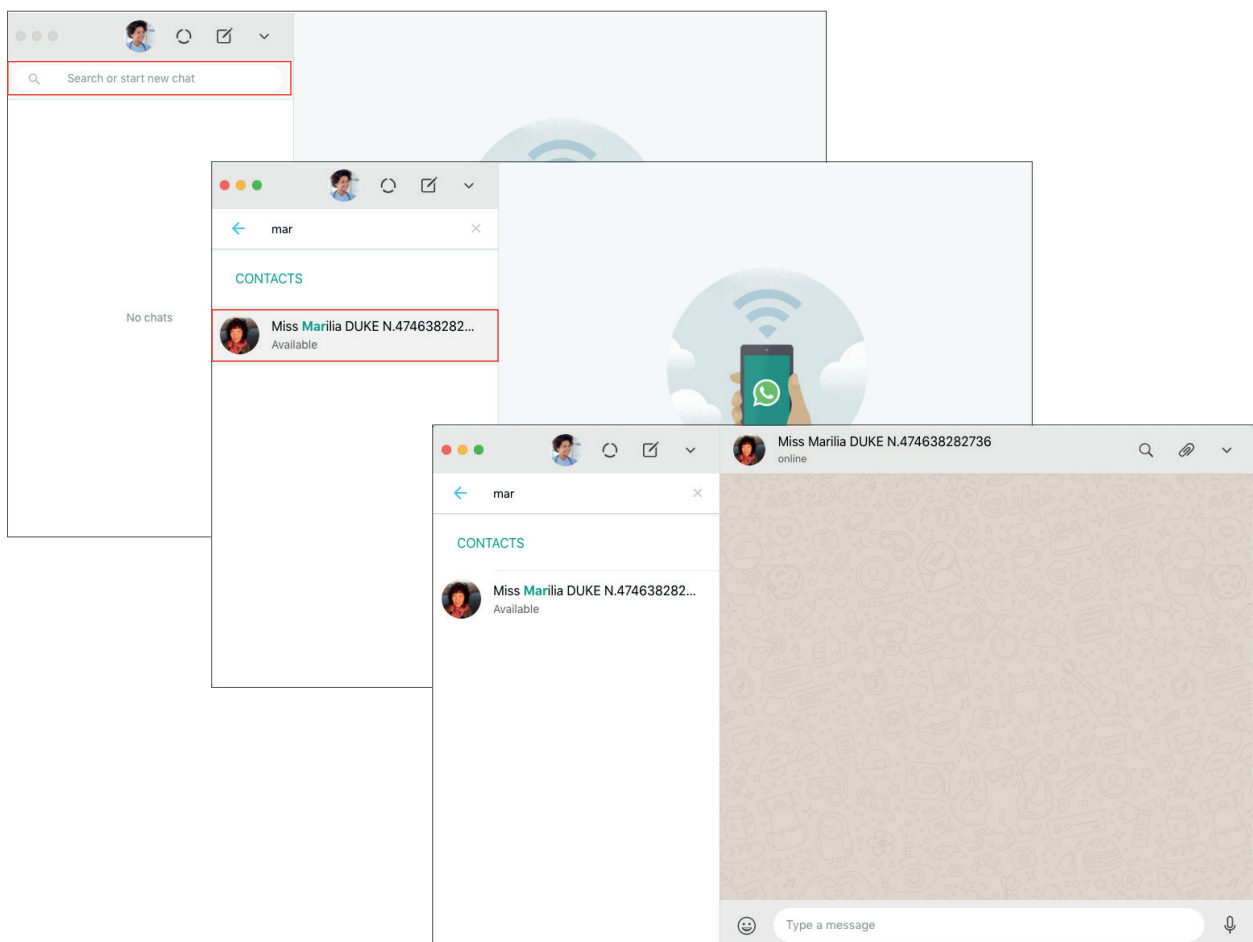 Search or start new chat
No chats
mar
CONTACTS
Miss Marilia DUKE N.474638282...
Available
mar
CONTACTS
Miss Marilia DUKE N.474638282...
Available
Miss Marilia DUKE N.474638282736
online
Type a message